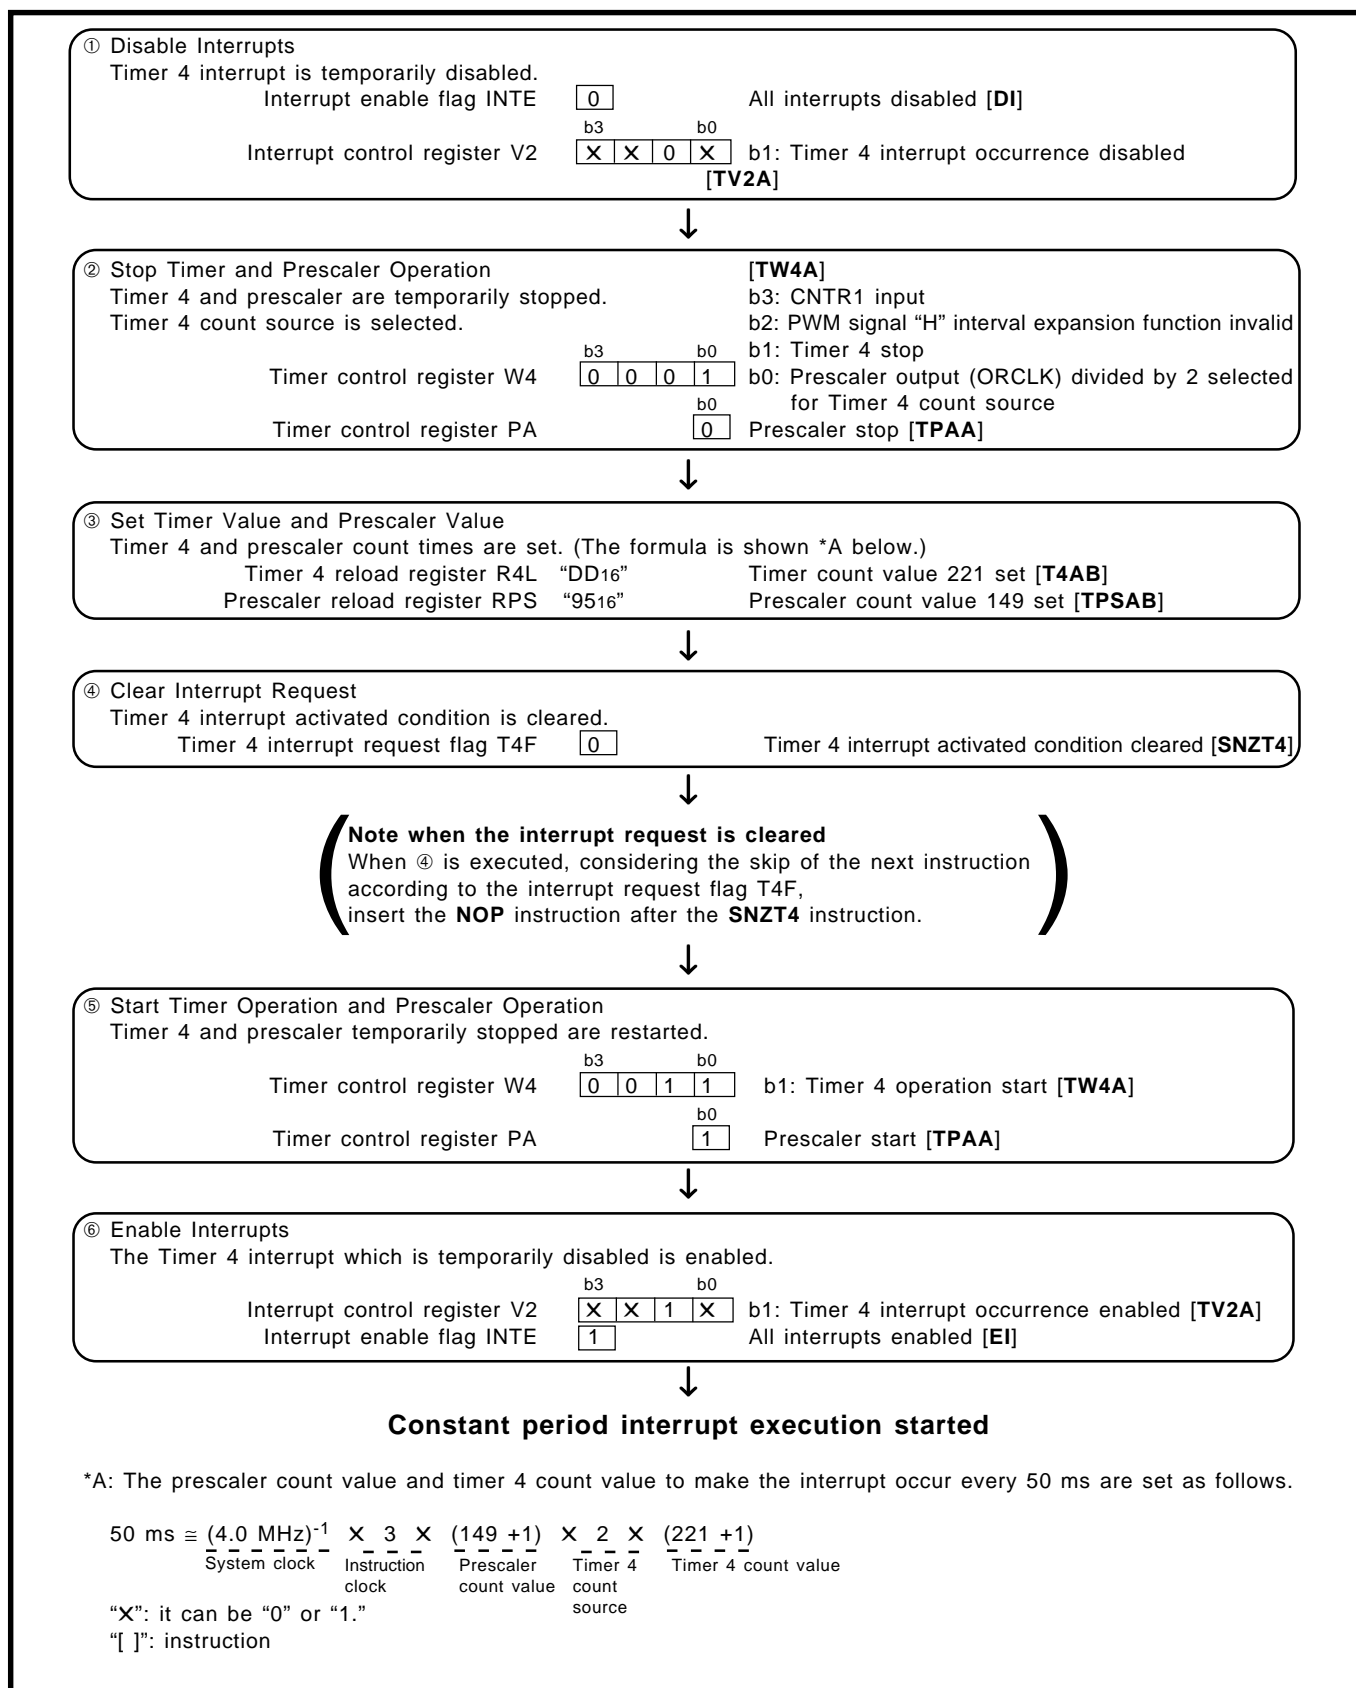 ① Disable Interrupts
Timer 4 interrupt is temporarily disabled.
Interrupt enable flag INTE 0 All interrupts disabled [DI]
b3 b0
Interrupt control register V2 X X 0 X b1: Timer 4 interrupt occurrence disabled
[TV2A]
↓
② Stop Timer and Prescaler Operation [TW4A]
Timer 4 and prescaler are temporarily stopped. b3: CNTR1 input
Timer 4 count source is selected. b2: PWM signal “H” interval expansion function invalid
b3 b0 b1: Timer 4 stop
Timer control register W4 0 0 0 1 b0: Prescaler output (ORCLK) divided by 2 selected
b0 for Timer 4 count source
Timer control register PA 0 Prescaler stop [TPAA]
↓
③ Set Timer Value and Prescaler Value
Timer 4 and prescaler count times are set. (The formula is shown *A below.)
Timer 4 reload register R4L “DD16” Timer count value 221 set [T4AB]
Prescaler reload register RPS “9516” Prescaler count value 149 set [TPSAB]
↓
④ Clear Interrupt Request
Timer 4 interrupt activated condition is cleared.
Timer 4 interrupt request flag T4F 0 Timer 4 interrupt activated condition cleared [SNZT4]
↓
Note when the interrupt request is cleared
When ④ is executed, considering the skip of the next instruction
according to the interrupt request flag T4F,
insert the NOP instruction after the SNZT4 instruction.
↓
⑤ Start Timer Operation and Prescaler Operation
Timer 4 and prescaler temporarily stopped are restarted.
b3 b0
Timer control register W4 0 0 1 1 b1: Timer 4 operation start [TW4A]
b0
Timer control register PA 1 Prescaler start [TPAA]
↓
⑥ Enable Interrupts
The Timer 4 interrupt which is temporarily disabled is enabled.
b3 b0
Interrupt control register V2 X X 1 X b1: Timer 4 interrupt occurrence enabled [TV2A]
Interrupt enable flag INTE 1 All interrupts enabled [EI]
↓
Constant period interrupt execution started
*A: The prescaler count value and timer 4 count value to make the interrupt occur every 50 ms are set as follows.
50 ms ≅ (4.0 MHz)-1 X 3 X (149 +1) X 2 X (221 +1)
System clock Instruction Prescaler Timer 4 Timer 4 count value
clock count value count
source
“X”: it can be “0” or “1.”
“[ ]”: instruction